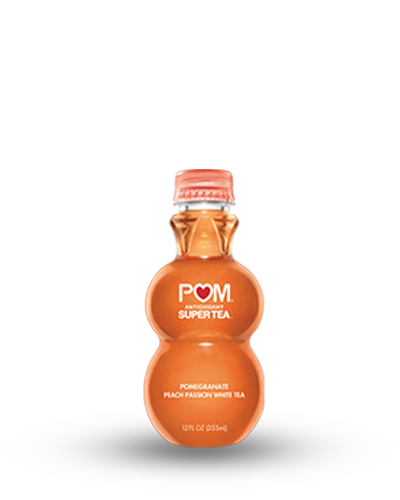 POM
ANTIOXIDANT
SUPER TEA
POMEGRANATE
PEACH PASSION WHITE TEA
12 FL OZ (355mL)